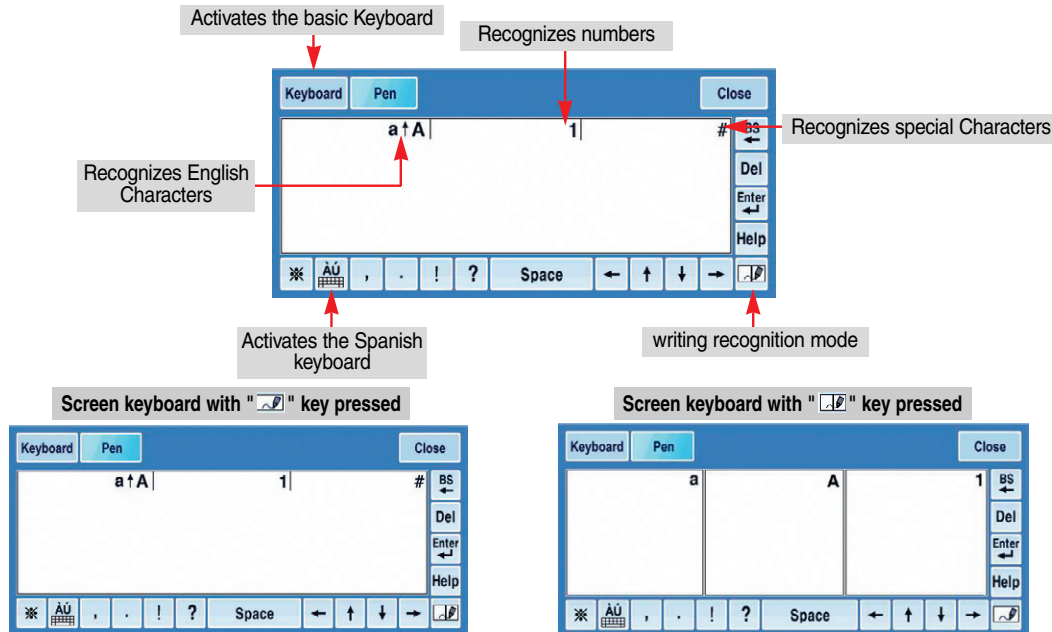 Activates the basic Keyboard
Recognizes numbers
Keyboard Pen Close
a↑A 1 # BS
←
Recognizes special Characters
Recognizes English
Characters
Del
Enter
↵
Help
※ ÀÚ , . ! ? Space ← ↑ ↓ →
Activates the Spanish
keyboard
writing recognition mode
Screen keyboard with " " key pressed
Keyboard Pen Close
a↑A 1 # BS
←
Del
Enter
↵
Help
※ ÀÚ , . ! ? Space ← ↑ ↓ →
Screen keyboard with " " key pressed
Keyboard Pen Close
a A 1 BS
←
Del
Enter
↵
Help
※ ÀÚ , . ! ? Space ← ↑ ↓ →